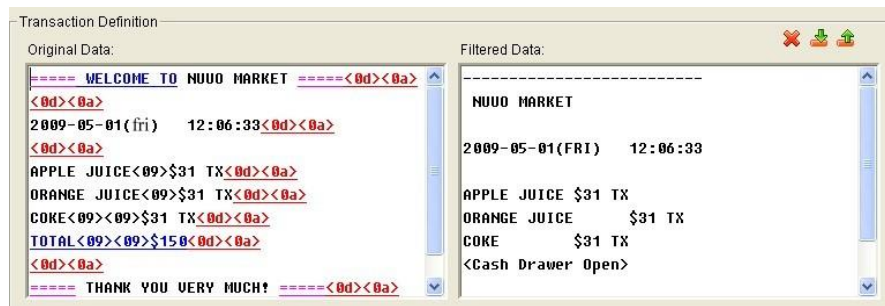 Transaction Definition
Original Data:
===== WELCOME TO NUUO MARKET =====<0d><0a>
<0d><0a>
2009-05-01(fri) 12:06:33<0d><0a>
<0d><0a>
APPLE JUICE<09>$31 TX<0d><0a>
ORANGE JUICE<09>$31 TX<0d><0a>
COKE<09><09>$31 TX<0d><0a>
TOTAL<09><09>$150<0d><0a>
<0d><0a>
===== THANK YOU VERY MUCH! =====<0d><0a>
Filtered Data:
--------------------------
NUUO MARKET
2009-05-01(FRI) 12:06:33
APPLE JUICE $31 TX
ORANGE JUICE $31 TX
COKE $31 TX
<Cash Drawer Open>